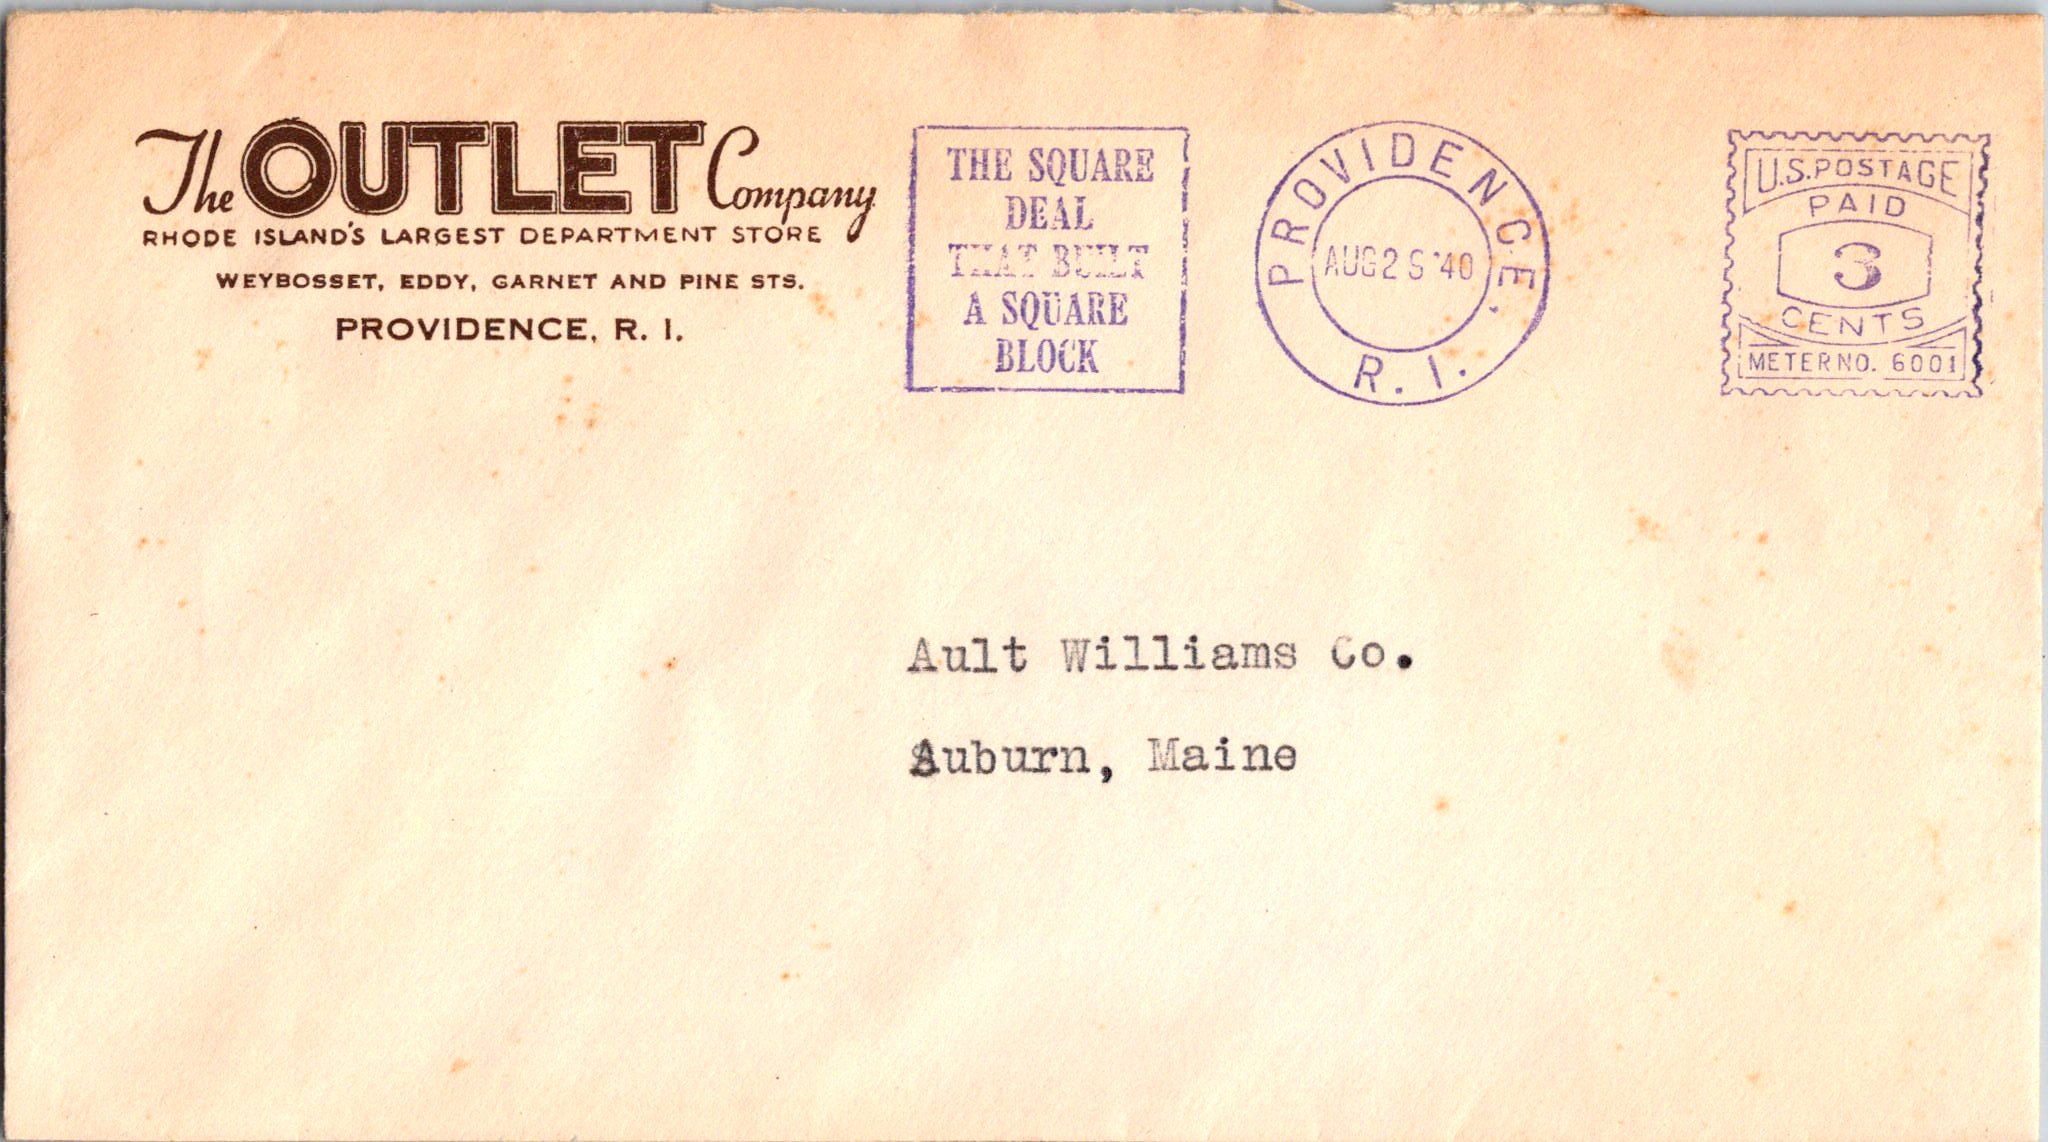 The OUTLET Company
RHODE ISLAND'S LARGEST DEPARTMENT STORE
WEYBOSSET, EDDY, GARNET AND PINE STS.
PROVIDENCE, R. I.
THE SQUARE
DEAL
THAT BUILT
A SQUARE
BLOCK
PROVIDENCE,
AUG 29 '40
R. I.
U.S. POSTAGE
PAID
3
CENTS
METER NO. 6001
Ault Williams Co.
Auburn, Maine